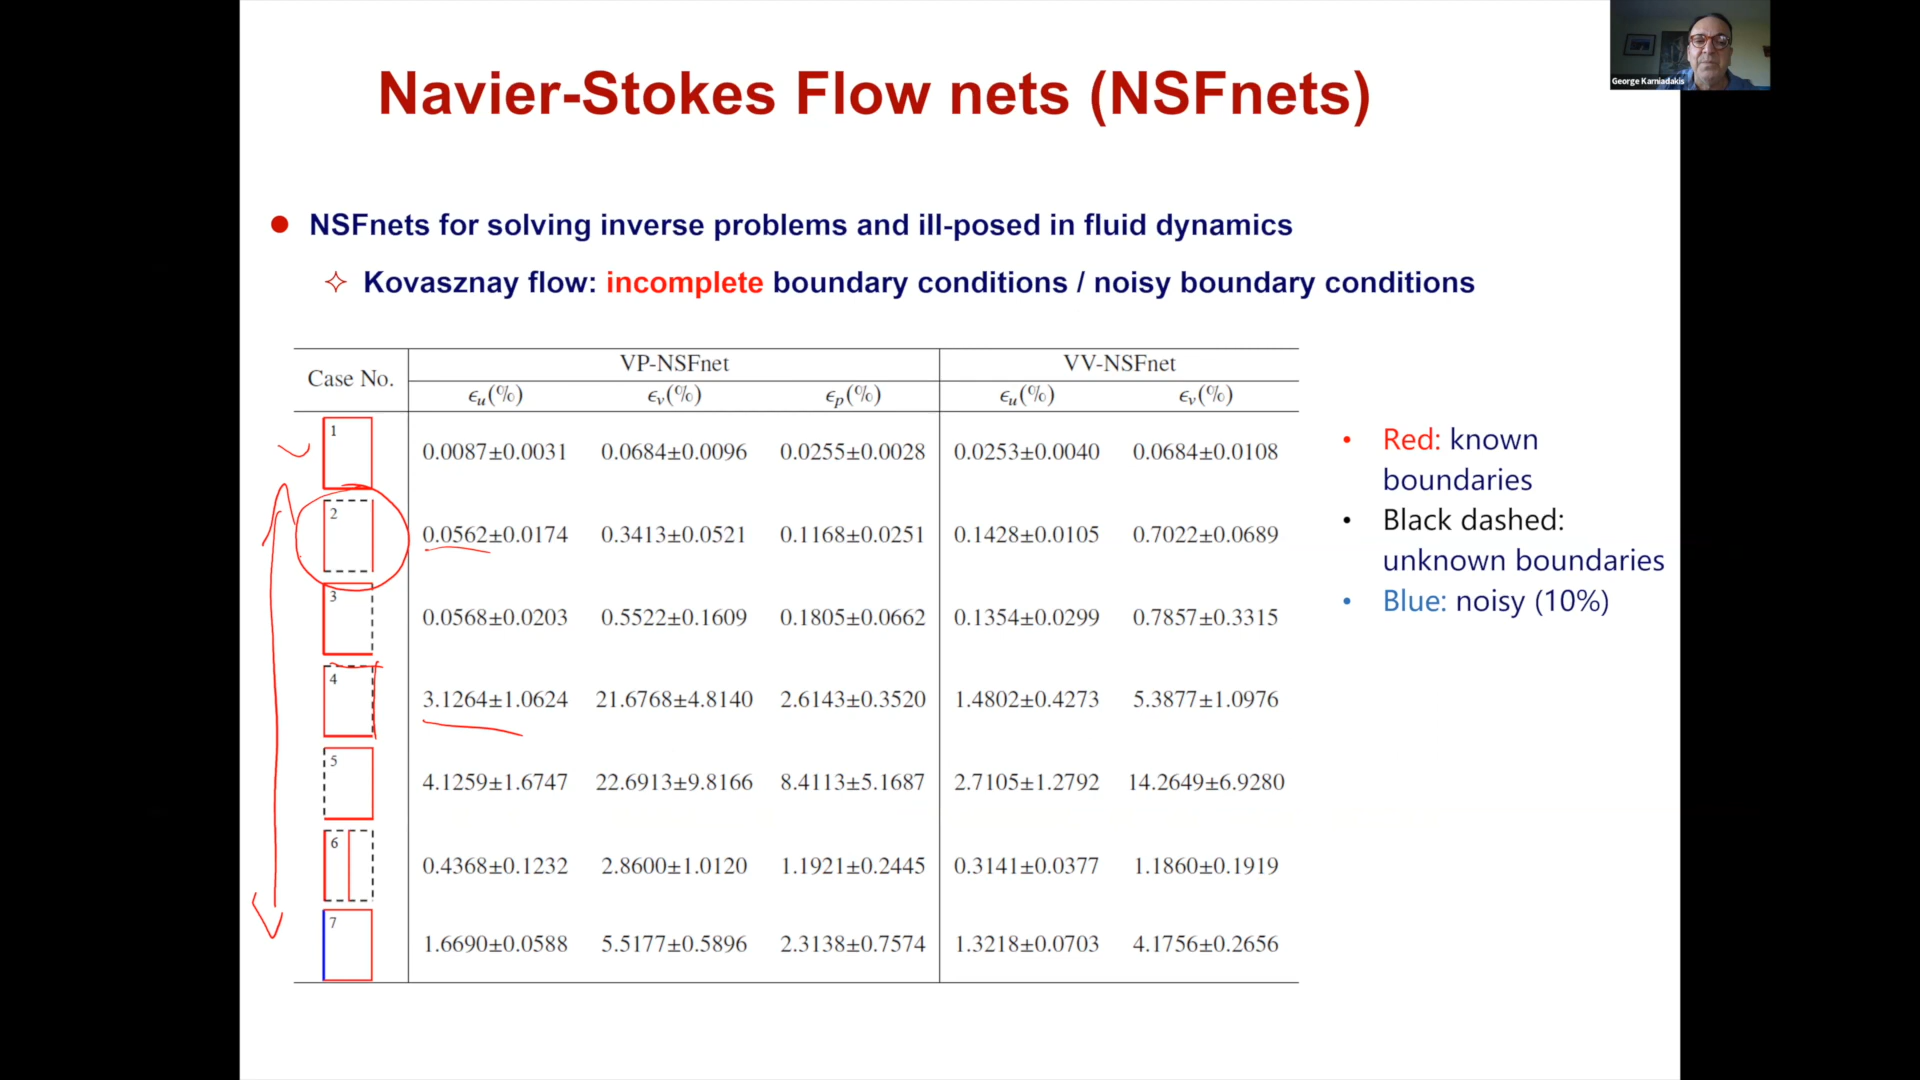 George Karniadakis
Navier-Stokes Flow nets (NSFnets)
● NSFnets for solving inverse problems and ill-posed in fluid dynamics
✧ Kovasznay flow: incomplete boundary conditions / noisy boundary conditions
Case No. VP-NSFnet VV-NSFnet
ϵu(%) ϵv(%) ϵp(%) ϵu(%) ϵv(%)
1 0.0087±0.0031 0.0684±0.0096 0.0255±0.0028 0.0253±0.0040 0.0684±0.0108
2 0.0562±0.0174 0.3413±0.0521 0.1168±0.0251 0.1428±0.0105 0.7022±0.0689
3 0.0568±0.0203 0.5522±0.1609 0.1805±0.0662 0.1354±0.0299 0.7857±0.3315
4 3.1264±1.0624 21.6768±4.8140 2.6143±0.3520 1.4802±0.4273 5.3877±1.0976
5 4.1259±1.6747 22.6913±9.8166 8.4113±5.1687 2.7105±1.2792 14.2649±6.9280
6 0.4368±0.1232 2.8600±1.0120 1.1921±0.2445 0.3141±0.0377 1.1860±0.1919
7 1.6690±0.0588 5.5177±0.5896 2.3138±0.7574 1.3218±0.0703 4.1756±0.2656
• Red: known
boundaries
• Black dashed:
unknown boundaries
• Blue: noisy (10%)